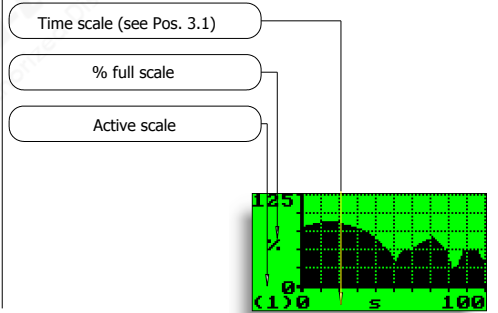 Time scale (see Pos. 3.1)
% full scale
Active scale
125
%
0
(1)0 s 100